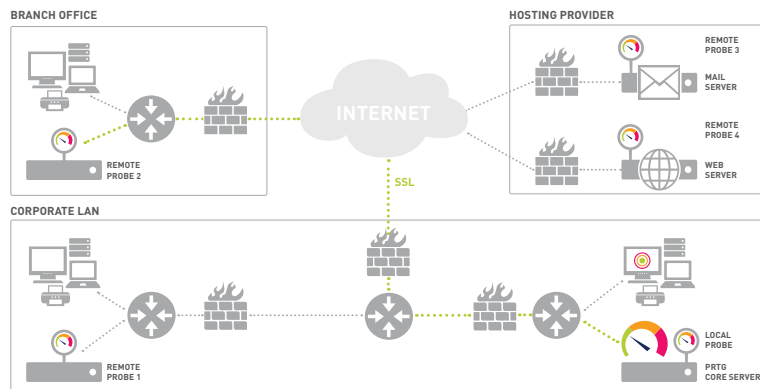 BRANCH OFFICE
HOSTING PROVIDER
REMOTE
PROBE 3
MAIL
SERVER
INTERNET
REMOTE
PROBE 4
WEB
SERVER
REMOTE
PROBE 2
SSL
CORPORATE LAN
LOCAL
PROBE
REMOTE
PROBE 1
PRTG
CORE SERVER